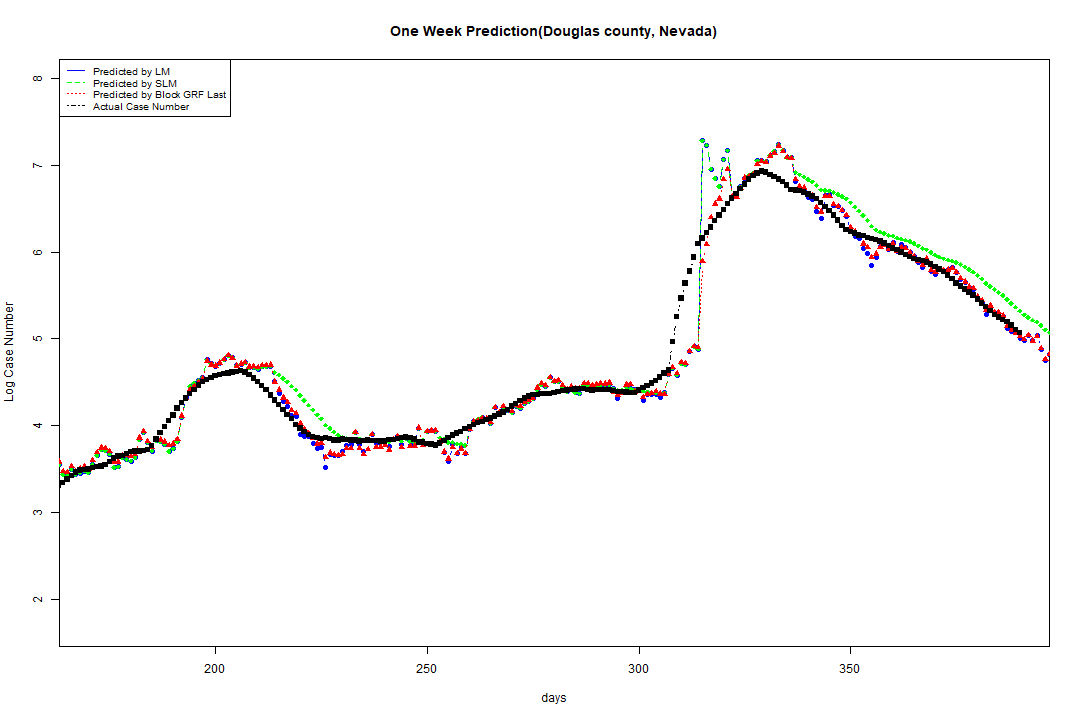 One Week Prediction(Douglas county, Nevada)
Predicted by LM
Predicted by SLM
Predicted by Block GRF Last
Actual Case Number
8
7
6
5
4
3
2
Log Case Number
200 250 300 350
days